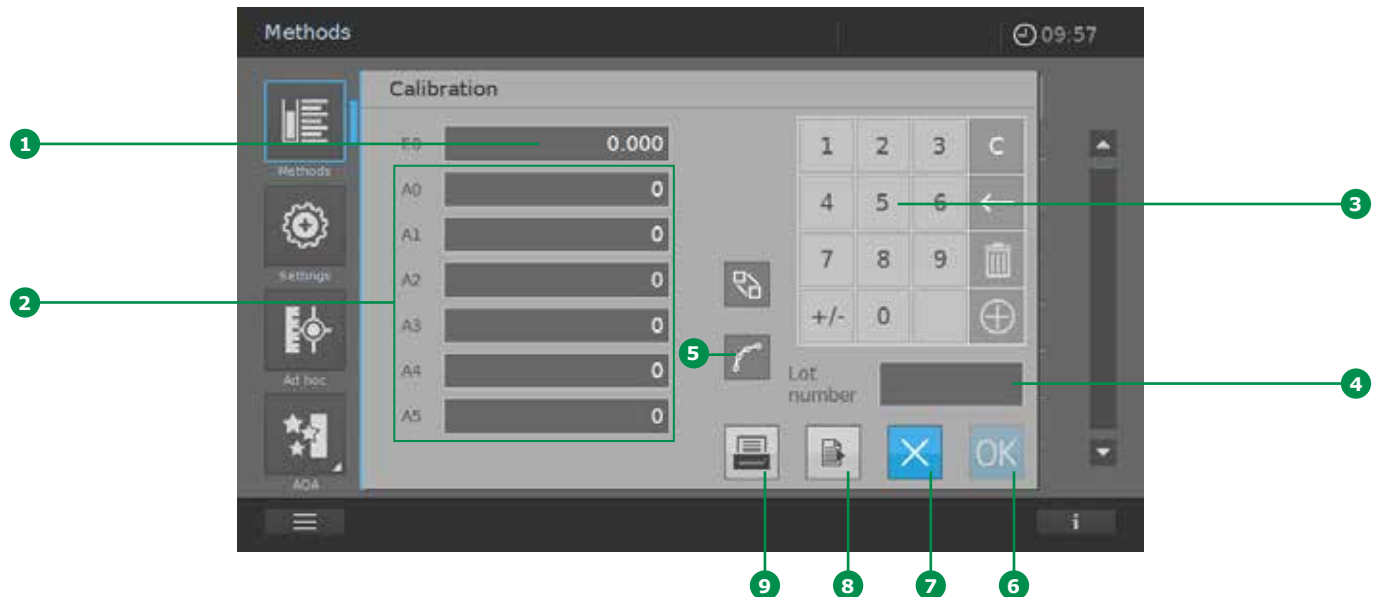 Methods
09:57
Calibration
1
E0 0.000
1 2 3 C
Methods
A0 0
4 5 6
3
A1 0
Settings
A2 0
7 8 9
2
A3 0
+/- 0
5
Ad hoc
A4 0
Lot
number
4
A5 0
AQA
OK
i
9 8 7 6